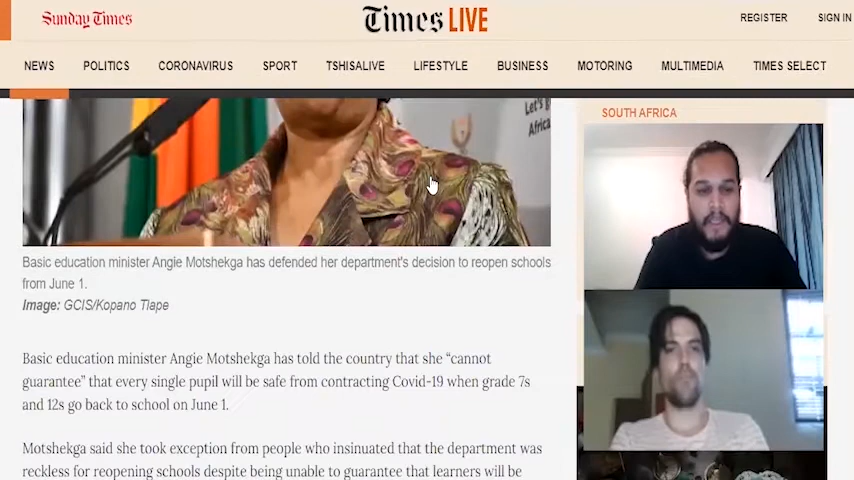 Sunday Times
Times LIVE
REGISTER
SIGN IN
NEWS
POLITICS
CORONAVIRUS
SPORT
TSHISALIVE
LIFESTYLE
BUSINESS
MOTORING
MULTIMEDIA
TIMES SELECT
Let's g
Africa
SOUTH AFRICA
Basic education minister Angie Motshekga has defended her department's decision to reopen schools
from June 1.
Image: GCIS/Kopano Tlape
Basic education minister Angie Motshekga has told the country that she “cannot
guarantee” that every single pupil will be safe from contracting Covid-19 when grade 7s
and 12s go back to school on June 1.
Motshekga said she took exception from people who insinuated that the department was
reckless for reopening schools despite being unable to guarantee that learners will be